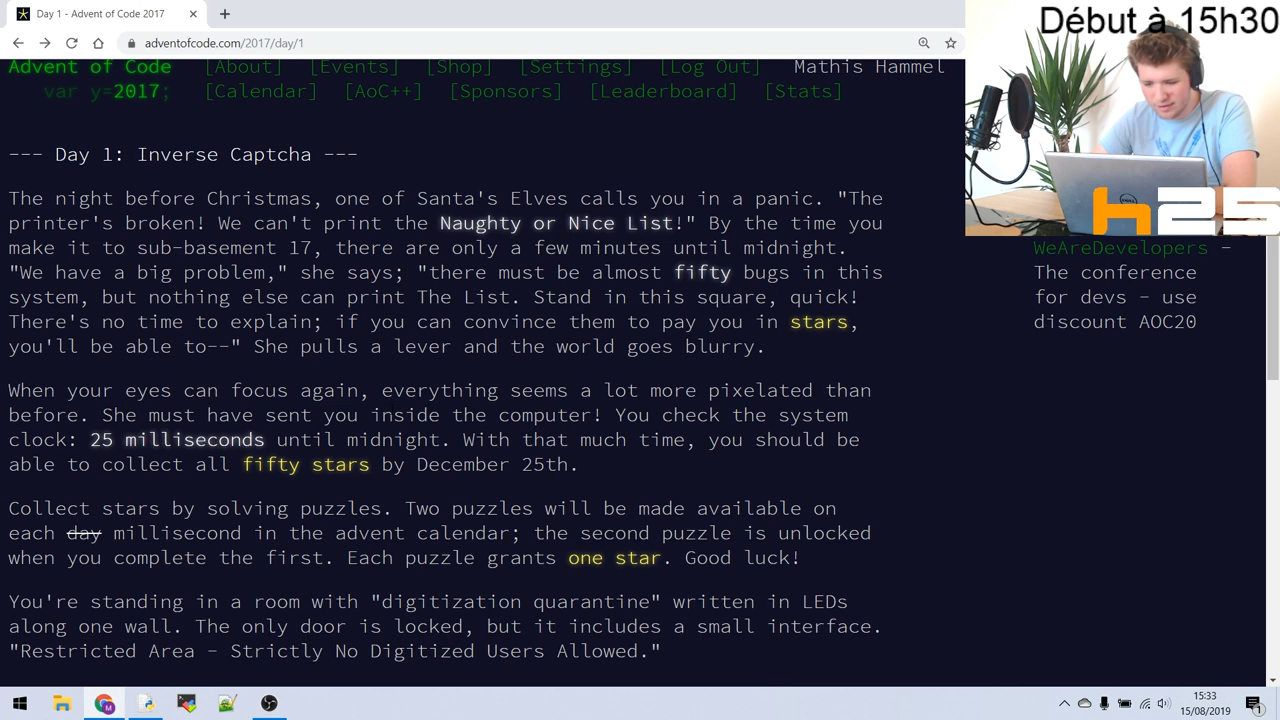 Day 1 - Advent of Code 2017
adventofcode.com/2017/day/1
Début à 15h30
Advent of Code [About] [Events] [Shop] [Settings] [Log Out] Mathis Hammel
var y=2017; [Calendar] [AoC++] [Sponsors] [Leaderboard] [Stats]
--- Day 1: Inverse Captcha ---
The night before Christmas, one of Santa's Elves calls you in a panic. "The
printer's broken! We can't print the Naughty or Nice List!" By the time you
make it to sub-basement 17, there are only a few minutes until midnight.
"We have a big problem," she says; "there must be almost fifty bugs in this
system, but nothing else can print The List. Stand in this square, quick!
There's no time to explain; if you can convince them to pay you in stars,
you'll be able to--" She pulls a lever and the world goes blurry.
When your eyes can focus again, everything seems a lot more pixelated than
before. She must have sent you inside the computer! You check the system
clock: 25 milliseconds until midnight. With that much time, you should be
able to collect all fifty stars by December 25th.
Collect stars by solving puzzles. Two puzzles will be made available on
each day millisecond in the advent calendar; the second puzzle is unlocked
when you complete the first. Each puzzle grants one star. Good luck!
You're standing in a room with "digitization quarantine" written in LEDs
along one wall. The only door is locked, but it includes a small interface.
"Restricted Area - Strictly No Digitized Users Allowed."
h25
DELL
WeAreDevelopers -
The conference
for devs - use
discount AOC20
15:33
15/08/2019
1